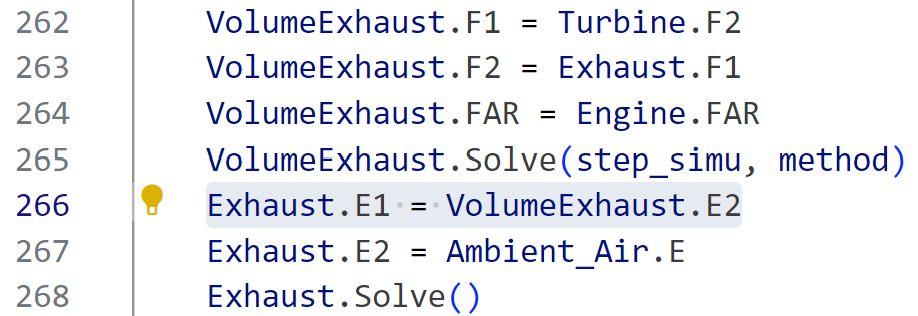 262 VolumeExhaust.F1 = Turbine.F2
263 VolumeExhaust.F2 = Exhaust.F1
264 VolumeExhaust.FAR = Engine.FAR
265 VolumeExhaust.Solve(step_simu, method)
266 Exhaust.E1 = VolumeExhaust.E2
267 Exhaust.E2 = Ambient_Air.E
268 Exhaust.Solve()